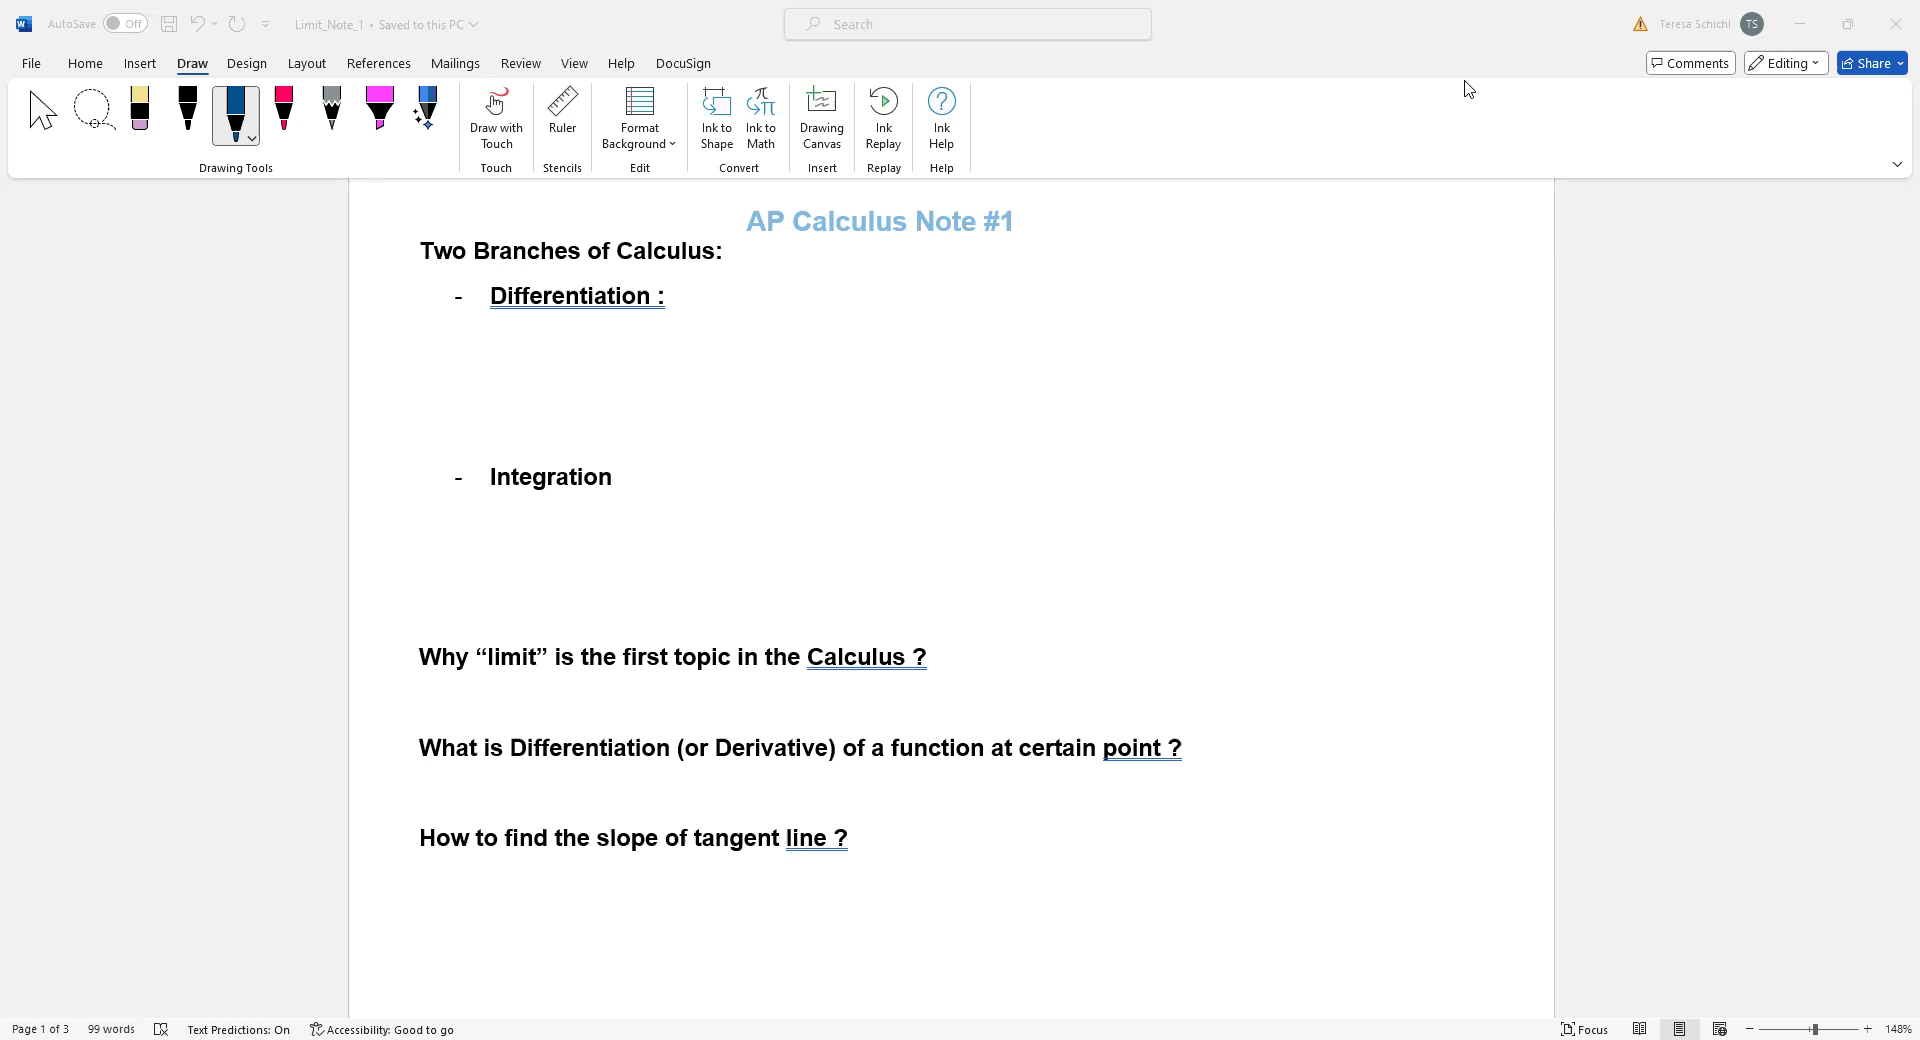 AutoSave Off Limit_Note_1 • Saved to this PC Search Teresa Schichl TS
File Home Insert Draw Design Layout References Mailings Review View Help DocuSign Comments Editing Share
Draw with Touch
Ruler
Format Background
Ink to Shape
Ink to Math
Drawing Canvas
Ink Replay
Ink Help
Drawing Tools Touch Stencils Edit Convert Insert Replay Help
AP Calculus Note #1
Two Branches of Calculus:
- Differentiation :
- Integration
Why “limit” is the first topic in the Calculus ?
What is Differentiation (or Derivative) of a function at certain point ?
How to find the slope of tangent line ?
Page 1 of 3 99 words Text Predictions: On Accessibility: Good to go Focus 148%